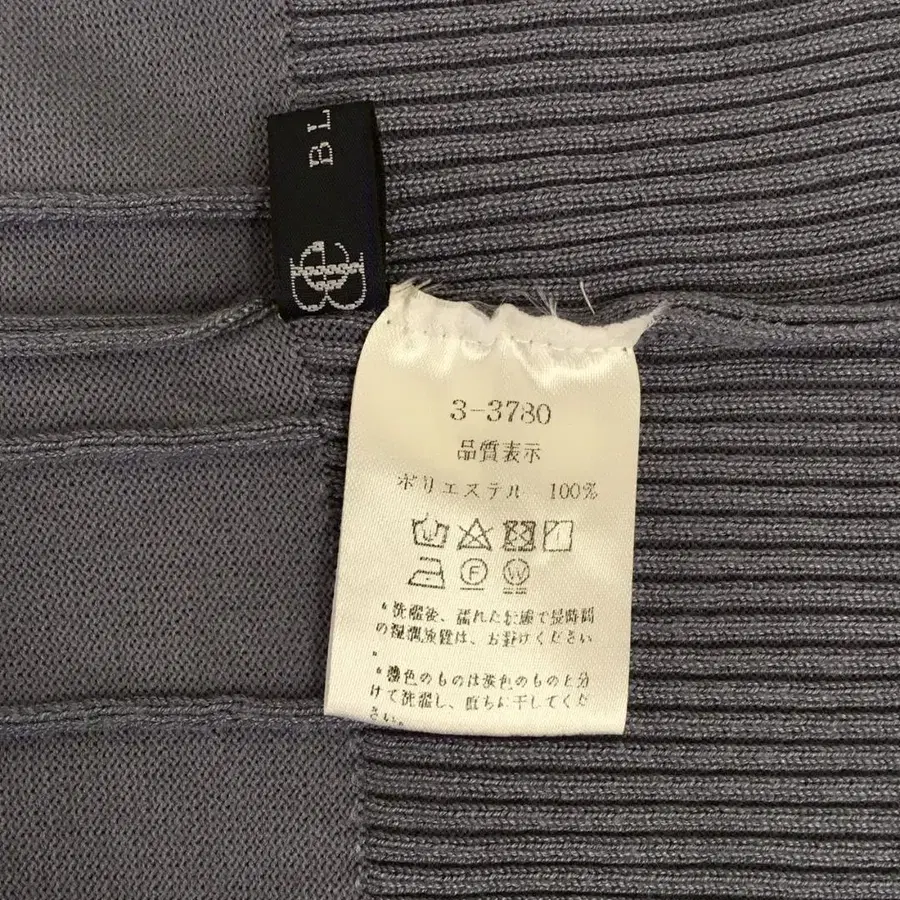 BL
3-3780
品質表示
ポリエステル 100%
F W
洗濯後、濡れた状態で長時間
の湿潤放置は、お避けください
。
濃色のものは淡色のものと分
けて洗濯し、直ちに干してくだ
さい。